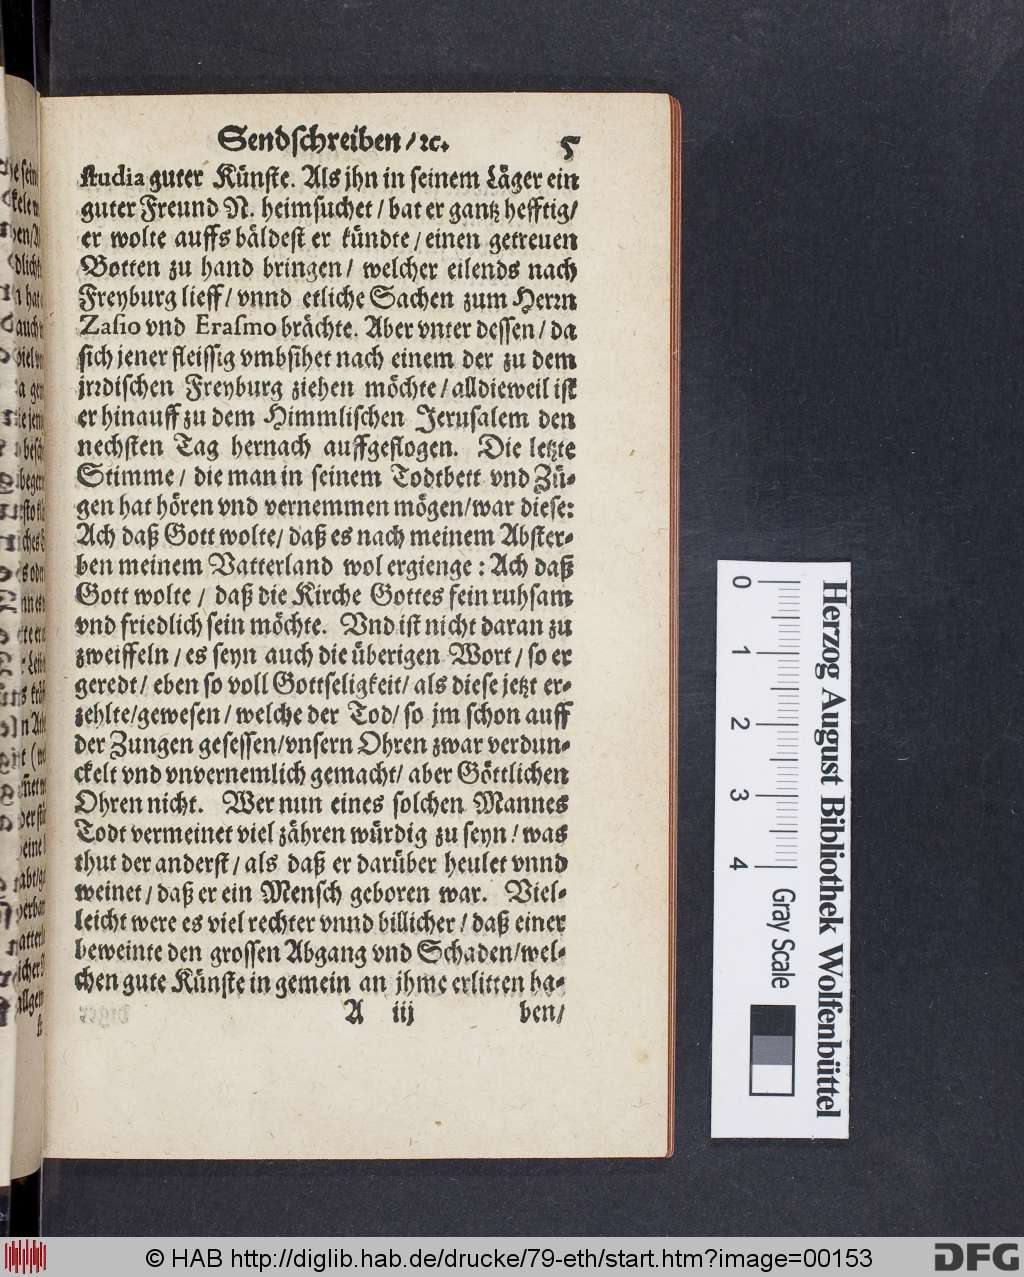 Sendschreiben / ꝛc. 5
studia guter Künste. Als jhn in seinem Läger ein
guter Freund N. heimsuchet / bat er gantz hefftig /
er wolte auffs bäldest er kündte / einen getreuen
Botten zu hand bringen / welcher eilends nach
Freyburg lieff / vnnd etliche Sachen zum Herrn
Zasio vnd Erasmo brächte. Aber vnter dessen / da
sich jener fleissig vmbsihet nach einem der zu dem
jrrdischen Freyburg ziehen möchte / alldieweil ist
er hinauff zu dem Himmlischen Jerusalem den
nechsten Tag hernach auffgeflogen. Die letzte
Stimme / die man in seinem Todtbett vnd Zü-
gen hat hören vnd vernemmen mögen / war diese:
Ach daß Gott wolte / daß es nach meinem Abster-
ben meinem Vatterland wol ergienge : Ach daß
Gott wolte / daß die Kirche Gottes fein ruhsam
vnd friedlich sein möchte. Vnd ist nicht daran zu
zweiffeln / es seyn auch die überigen Wort / so er
geredt / eben so voll Gottseligkeit / als diese jetzt er-
zehlte / gewesen / welche der Tod / so jm schon auff
der Zungen gesessen / vnsern Ohren zwar verdun-
ckelt vnd vnvernemlich gemacht / aber Göttlichen
Ohren nicht. Wer nun eines solchen Mannes
Todt vermeinet viel zähren würdig zu seyn / was
thut der anderst / als daß er darüber heulet vnnd
weinet / daß er ein Mensch geboren war. Viel-
leicht were es viel rechter vnnd billicher / daß einer
beweinte den grossen Abgang vnd Schaden / wel-
chen gute Künste in gemein an jhme erlitten ha-
A iij ben /
0 1 2 3 4
Gray Scale
Herzog August Bibliothek Wolfenbüttel
© HAB http://diglib.hab.de/drucke/79-eth/start.htm?image=00153
DFG